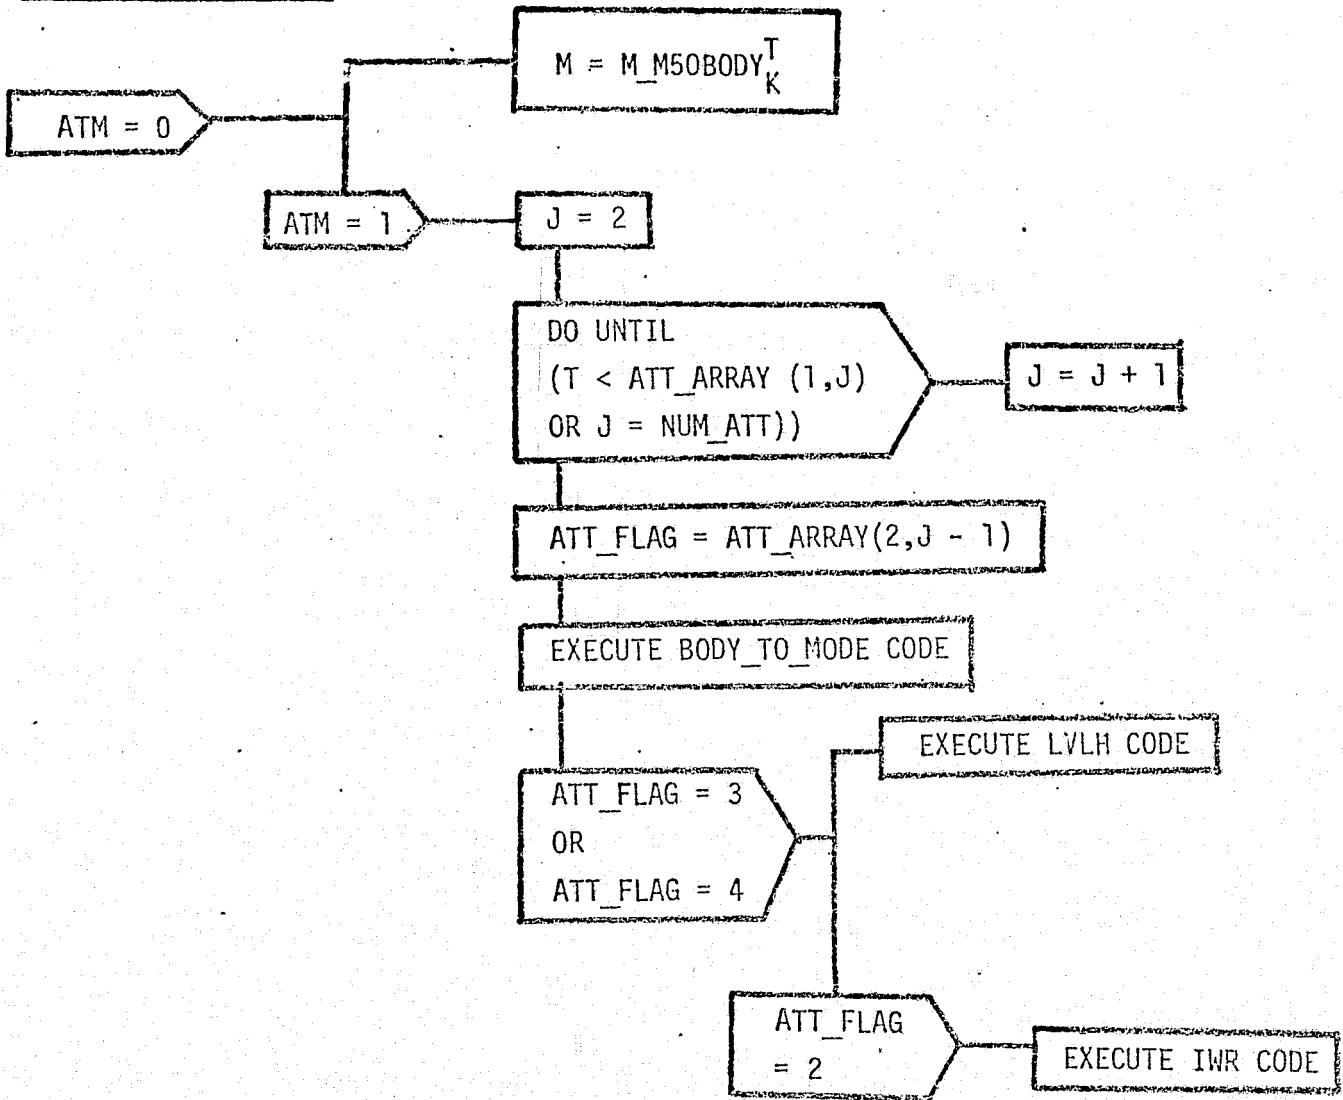 M = M_M50BODY T K
ATM = 0
ATM = 1
J = 2
DO UNTIL
(T < ATT_ARRAY (1,J)
OR J = NUM_ATT))
J = J + 1
ATT_FLAG = ATT_ARRAY(2,J - 1)
EXECUTE BODY_TO_MODE CODE
EXECUTE LVLH CODE
ATT_FLAG = 3
OR
ATT_FLAG = 4
ATT_FLAG
= 2
EXECUTE IWR CODE